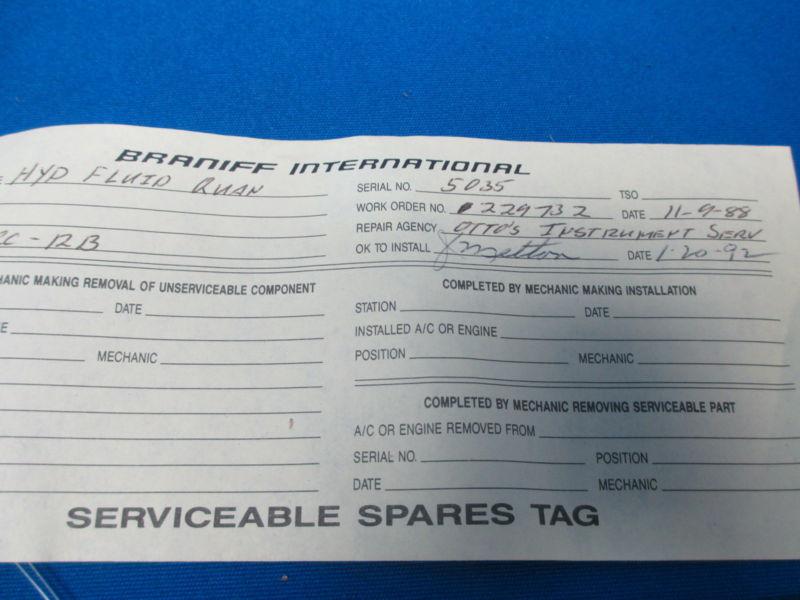 BRANIFF INTERNATIONAL
HYD FLUID QUAN
SERIAL NO. 5035 TSO
WORK ORDER NO. 229732 DATE 11-9-88
REPAIR AGENCY OTTO'S INSTRUMENT SERV
-12B
OK TO INSTALL DATE 1-20-92
HANIC MAKING REMOVAL OF UNSERVICEABLE COMPONENT
COMPLETED BY MECHANIC MAKING INSTALLATION
DATE
STATION DATE
E
INSTALLED A/C OR ENGINE
MECHANIC
POSITION MECHANIC
COMPLETED BY MECHANIC REMOVING SERVICEABLE PART
A/C OR ENGINE REMOVED FROM
SERIAL NO. POSITION
DATE MECHANIC
SERVICEABLE SPARES TAG